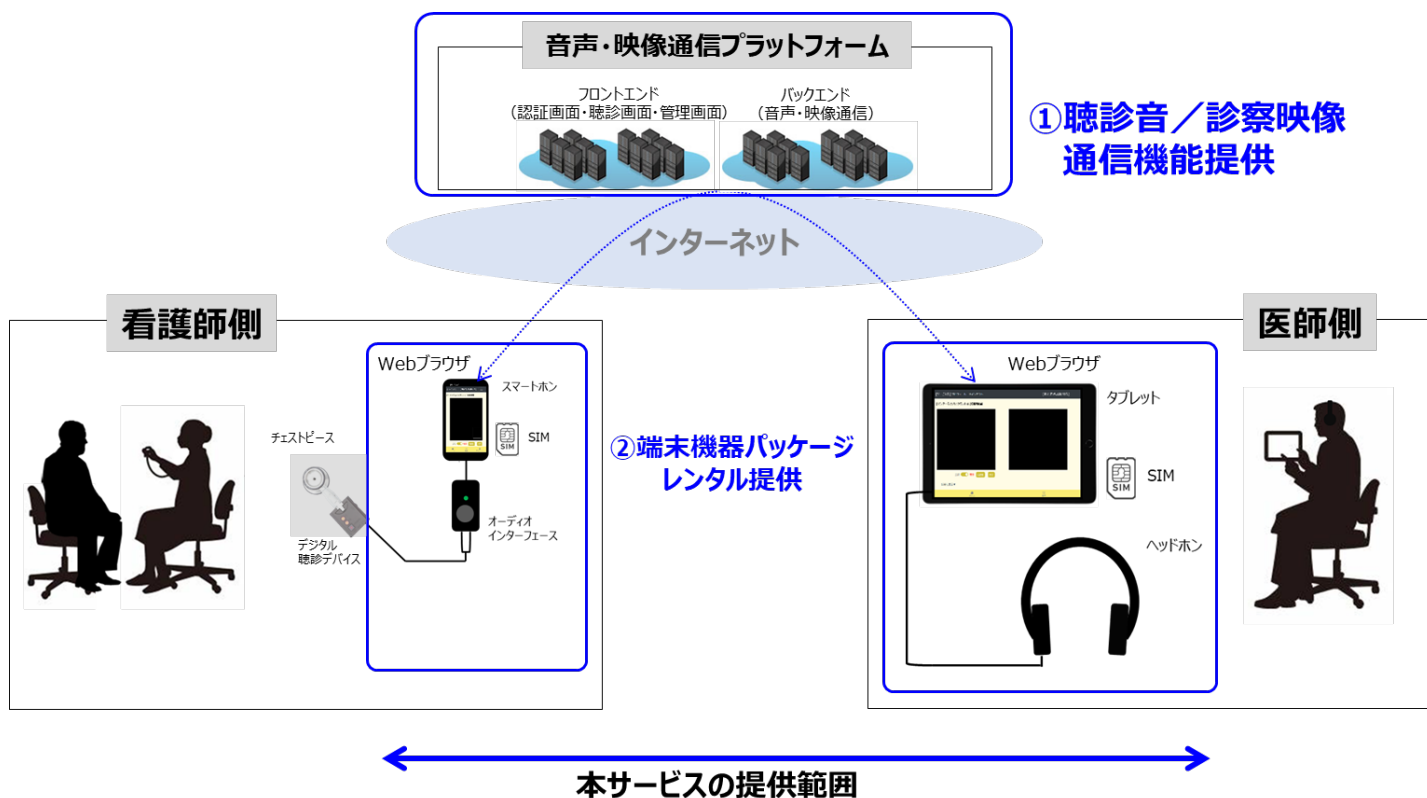 音声・映像通信プラットフォーム
フロントエンド
（認証画面・聴診画面・管理画面）
バックエンド
（音声・映像通信）
①聴診音／診察映像
通信機能提供
インターネット
看護師側
医師側
Webブラウザ
スマートホン
SIM
SIM
チェストピース
デジタル
聴診デバイス
オーディオ
インターフェース
②端末機器パッケージ
レンタル提供
Webブラウザ
タブレット
SIM
SIM
ヘッドホン
本サービスの提供範囲